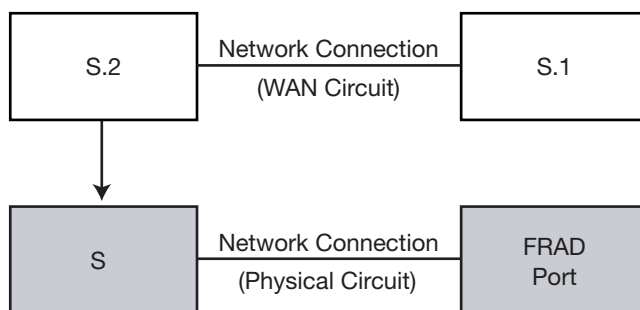 S.2
Network Connection
(WAN Circuit)
S.1
S
Network Connection
(Physical Circuit)
FRAD
Port